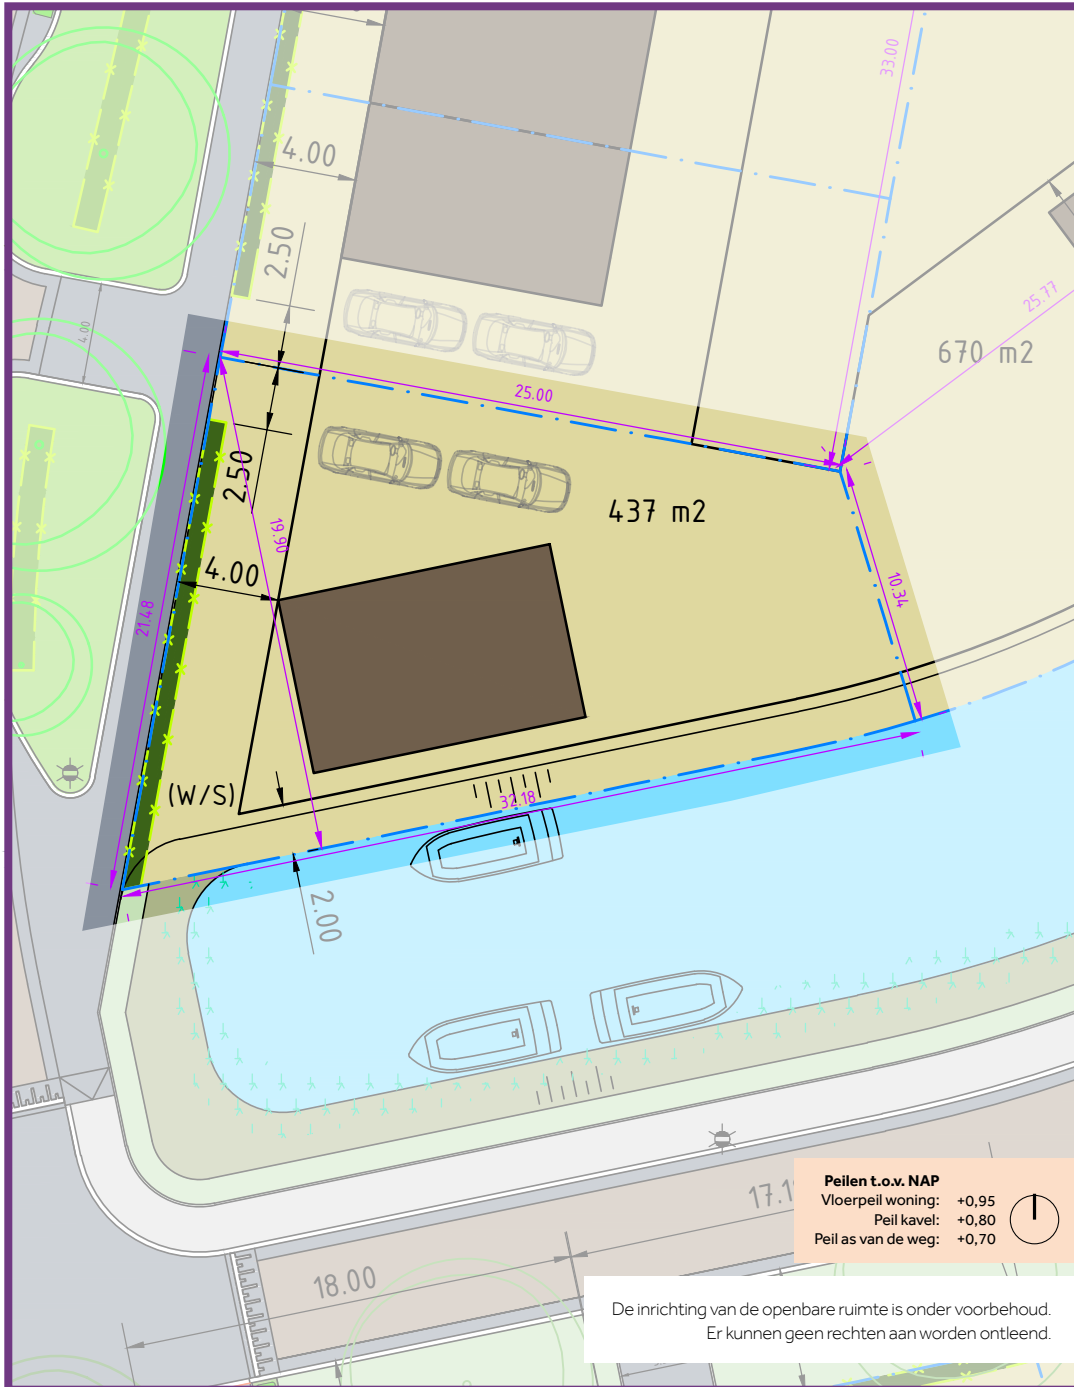 33.00
4.00
2.50
25.77
4.00
670 m2
25.00
2.50
437 m2
19.90
4.00
10.34
21.48
(W/S)
32.18
2.00
17.1
18.00
Peilen t.o.v. NAP
Vloerpeil woning: +0,95
Peil kavel: +0,80
Peil as van de weg: +0,70
De inrichting van de openbare ruimte is onder voorbehoud.
Er kunnen geen rechten aan worden ontleend.